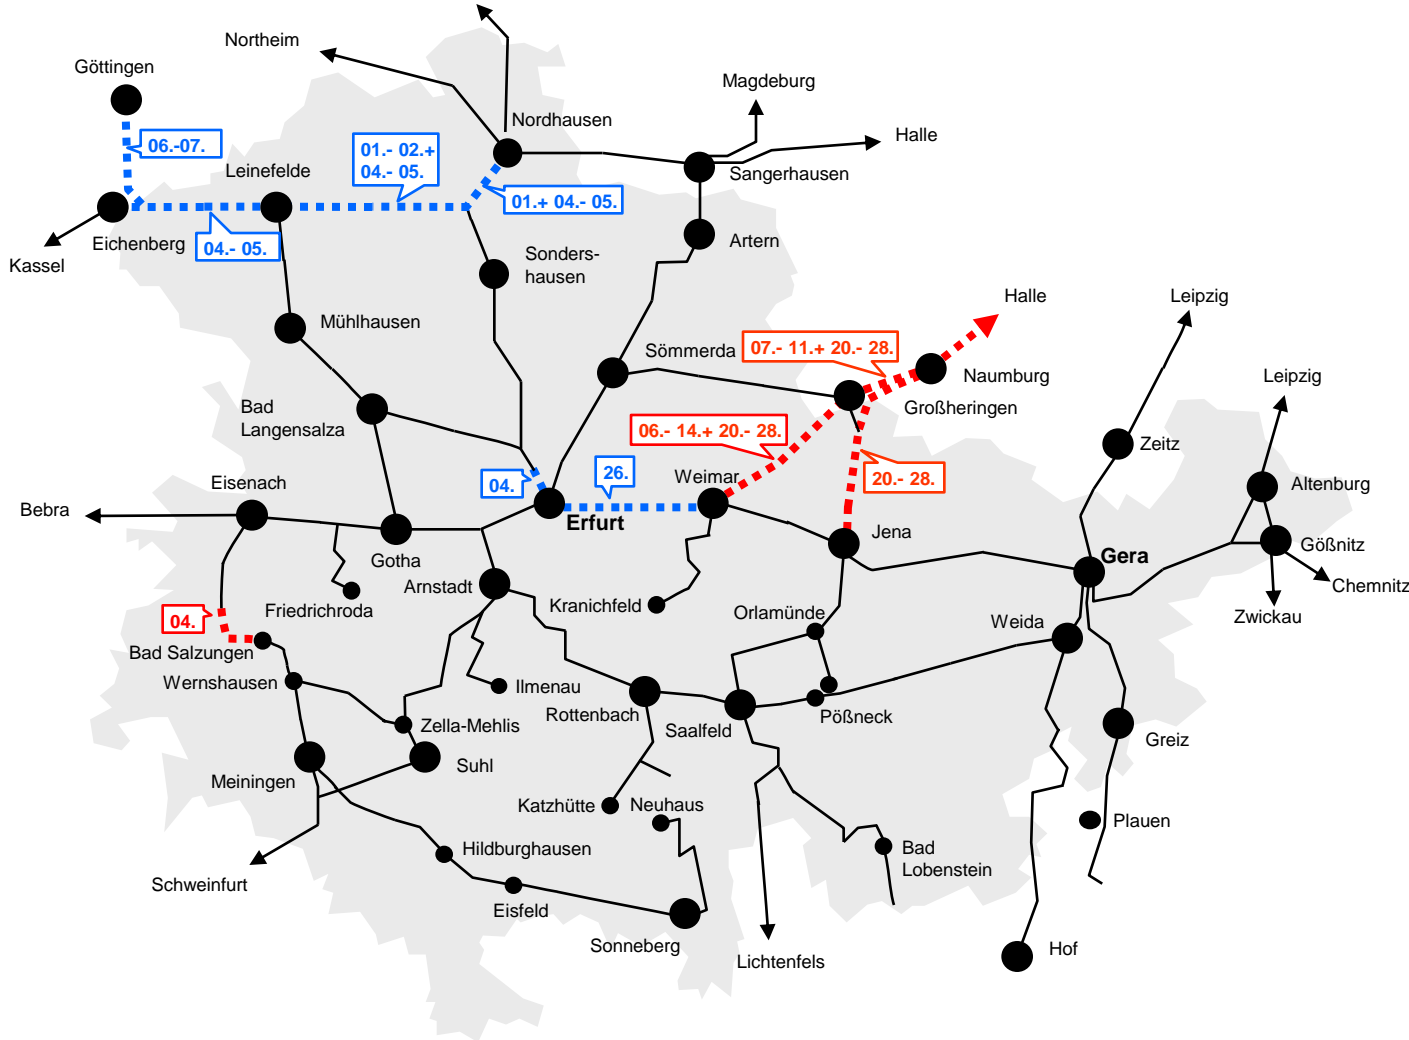 Northeim
Göttingen
Magdeburg
Nordhausen
Halle
06.-07.
01.- 02.+
04.- 05.
Leinefelde
Sangerhausen
01.+ 04.- 05.
Eichenberg
04.- 05.
Artern
Kassel
Sonders-
hausen
Halle
Leipzig
Mühlhausen
Sömmerda
07.- 11.+ 20.- 28.
Naumburg
Leipzig
Bad
Langensalza
Großheringen
06.- 14.+ 20.- 28.
Zeitz
Weimar
20.- 28.
04.
26.
Eisenach
Altenburg
Bebra
Erfurt
Jena
Gößnitz
Gotha
Gera
Arnstadt
Chemnitz
Friedrichroda
Kranichfeld
Orlamünde
Zwickau
04.
Weida
Bad Salzungen
Wernshausen
Ilmenau
Rottenbach
Pößneck
Zella-Mehlis
Saalfeld
Greiz
Suhl
Meiningen
Katzhütte
Neuhaus
Plauen
Hildburghausen
Bad
Lobenstein
Schweinfurt
Eisfeld
Sonneberg
Hof
Lichtenfels